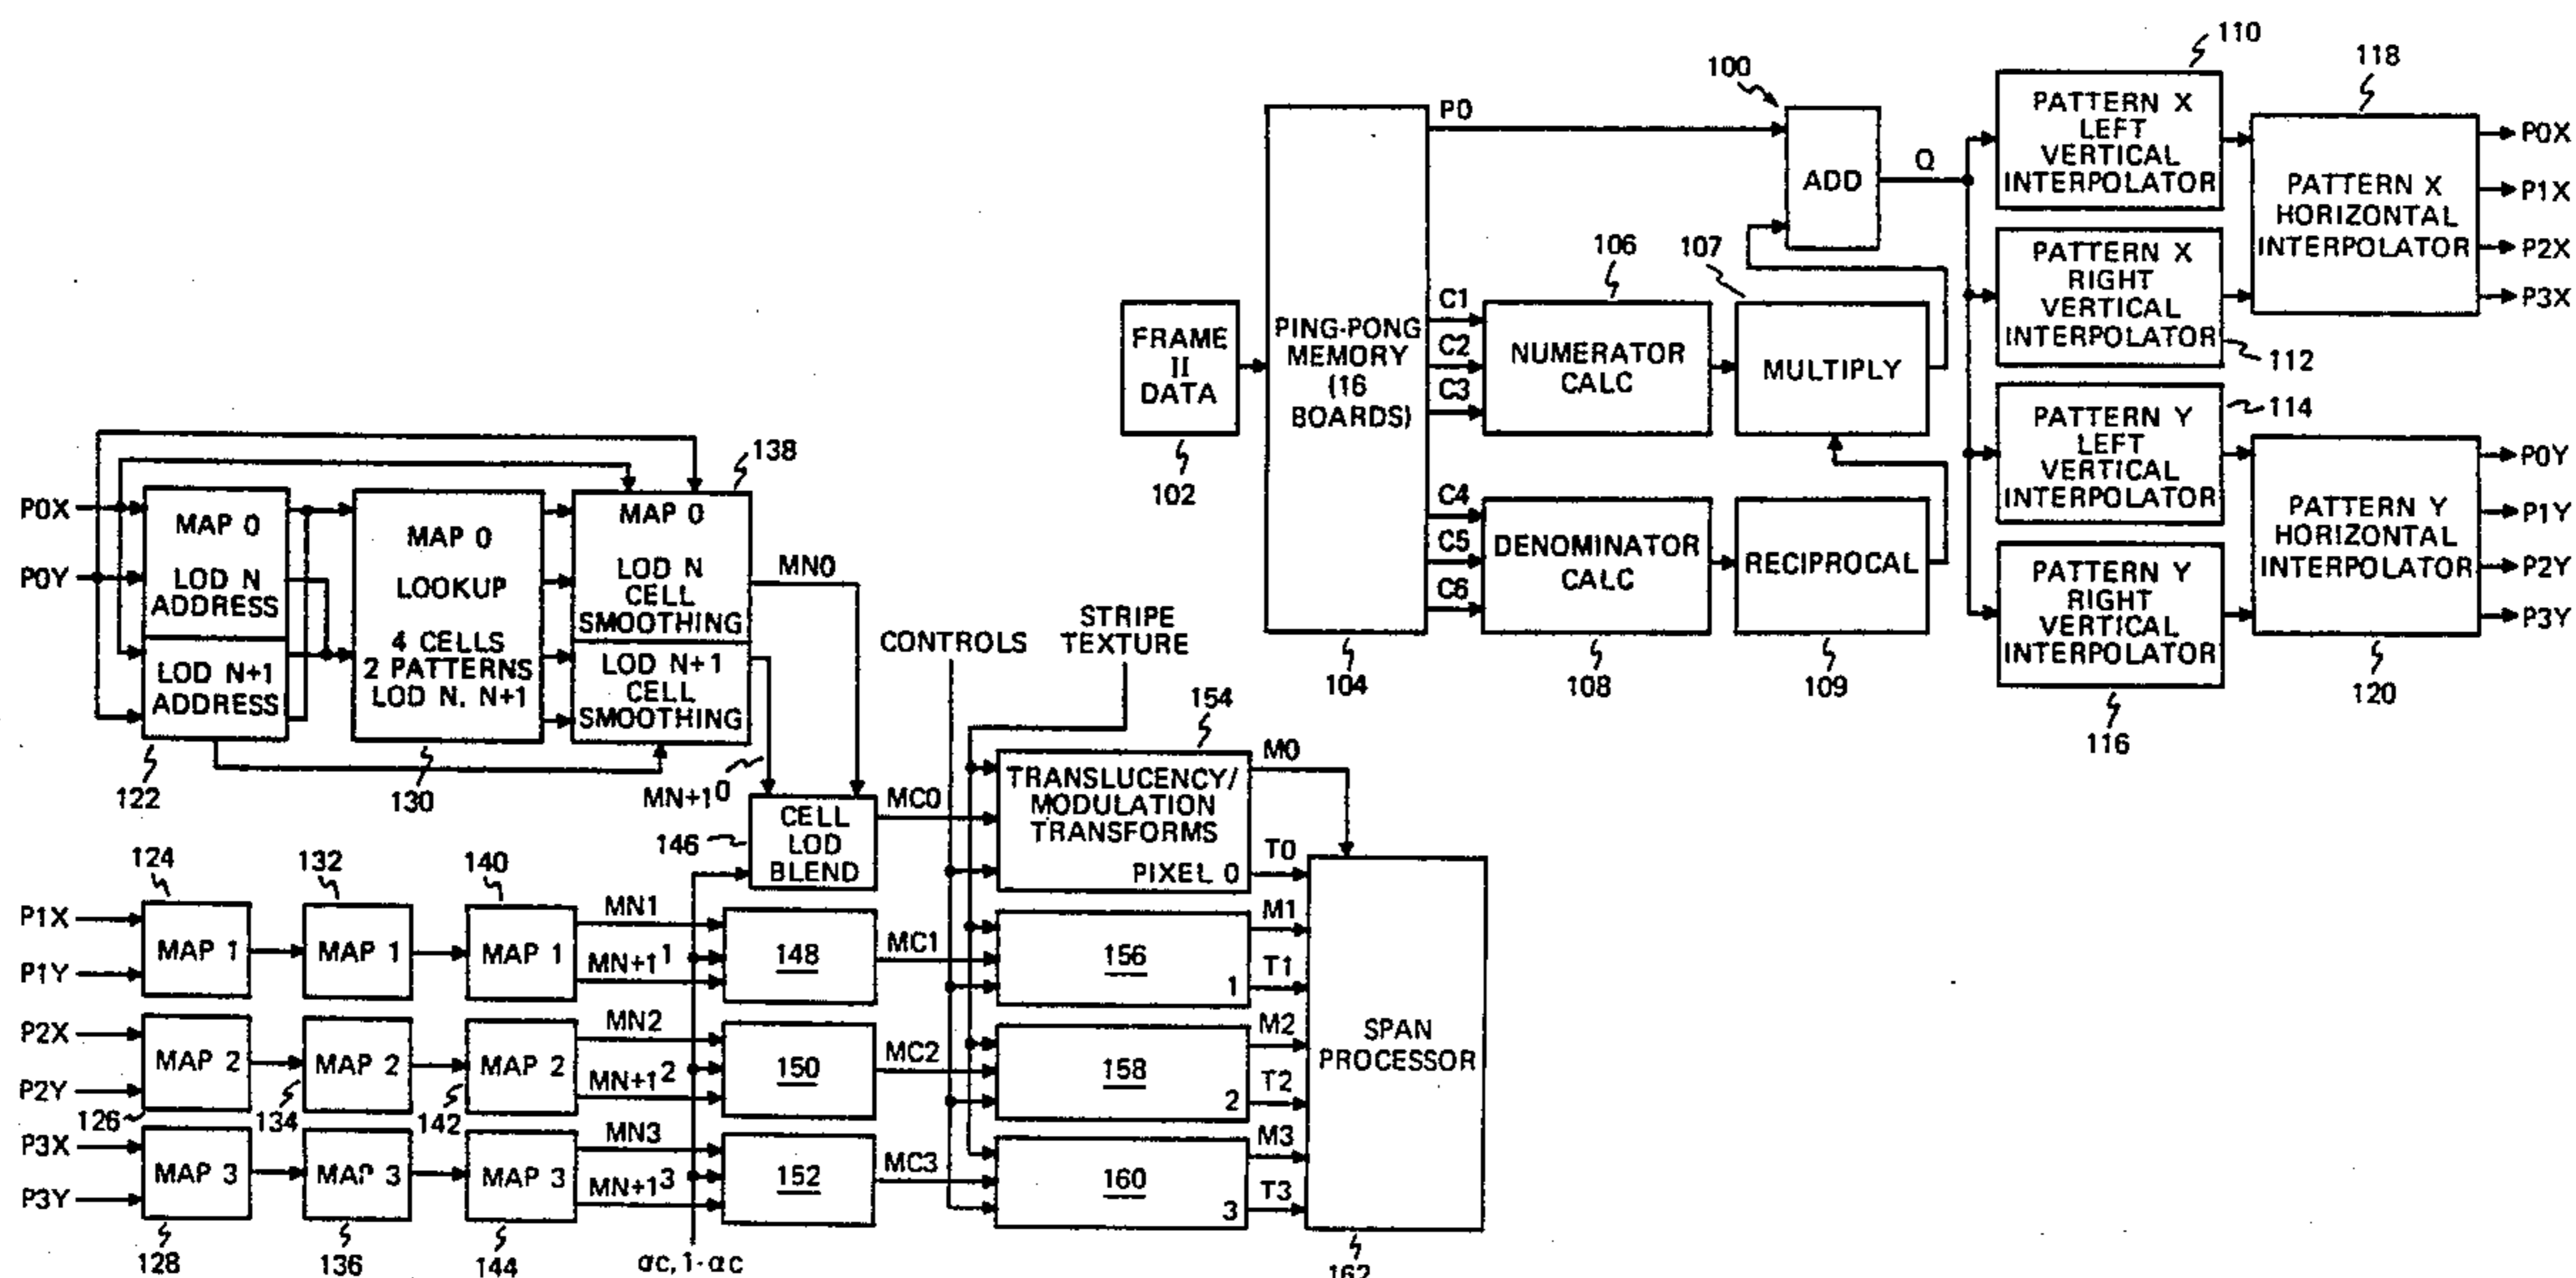 100
P0
ADD
Q
110
PATTERN X
LEFT
VERTICAL
INTERPOLATOR
118
PATTERN X
HORIZONTAL
INTERPOLATOR
P0X
P1X
P2X
P3X
PATTERN X
RIGHT
VERTICAL
INTERPOLATOR
112
FRAME
II
DATA
102
PING-PONG
MEMORY
(16
BOARDS)
104
C1
C2
C3
106
NUMERATOR
CALC
107
MULTIPLY
C4
C5
C6
DENOMINATOR
CALC
108
RECIPROCAL
109
114
PATTERN Y
LEFT
VERTICAL
INTERPOLATOR
PATTERN Y
RIGHT
VERTICAL
INTERPOLATOR
116
PATTERN Y
HORIZONTAL
INTERPOLATOR
120
P0Y
P1Y
P2Y
P3Y
P0X
P0Y
MAP 0
LOD N
ADDRESS
LOD N+1
ADDRESS
122
MAP 0
LOOKUP
4 CELLS
2 PATTERNS
LOD N, N+1
130
138
MAP 0
LOD N
CELL
SMOOTHING
LOD N+1
CELL
SMOOTHING
MN0
MN+1 0
CELL
LOD
BLEND
146
MC0
CONTROLS
STRIPE
TEXTURE
154
TRANSLUCENCY/
MODULATION
TRANSFORMS
PIXEL 0
M0
T0
P1X
P1Y
124
MAP 1
132
MAP 1
140
MAP 1
MN1
MN+1 1
148
MC1
156
1
M1
T1
P2X
P2Y
126
MAP 2
134
MAP 2
142
MAP 2
MN2
MN+1 2
150
MC2
158
2
M2
T2
P3X
P3Y
MAP 3
128
MAP 3
136
MAP 3
144
MN3
MN+1 3
152
MC3
160
3
M3
T3
αc, 1-αc
SPAN
PROCESSOR
162